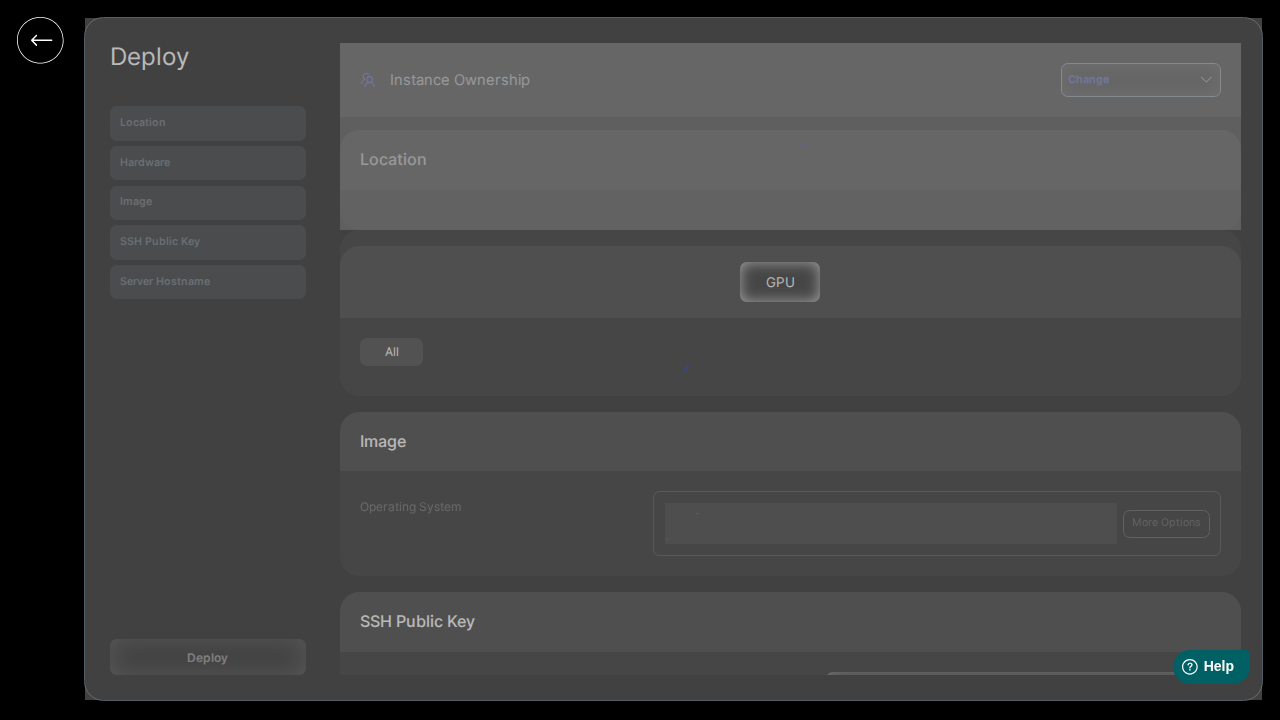 Deploy
Location
Hardware
Image
SSH Public Key
Server Hostname
Deploy
Instance Ownership
Change
Location
GPU
All
Image
Operating System
More Options
SSH Public Key
Help